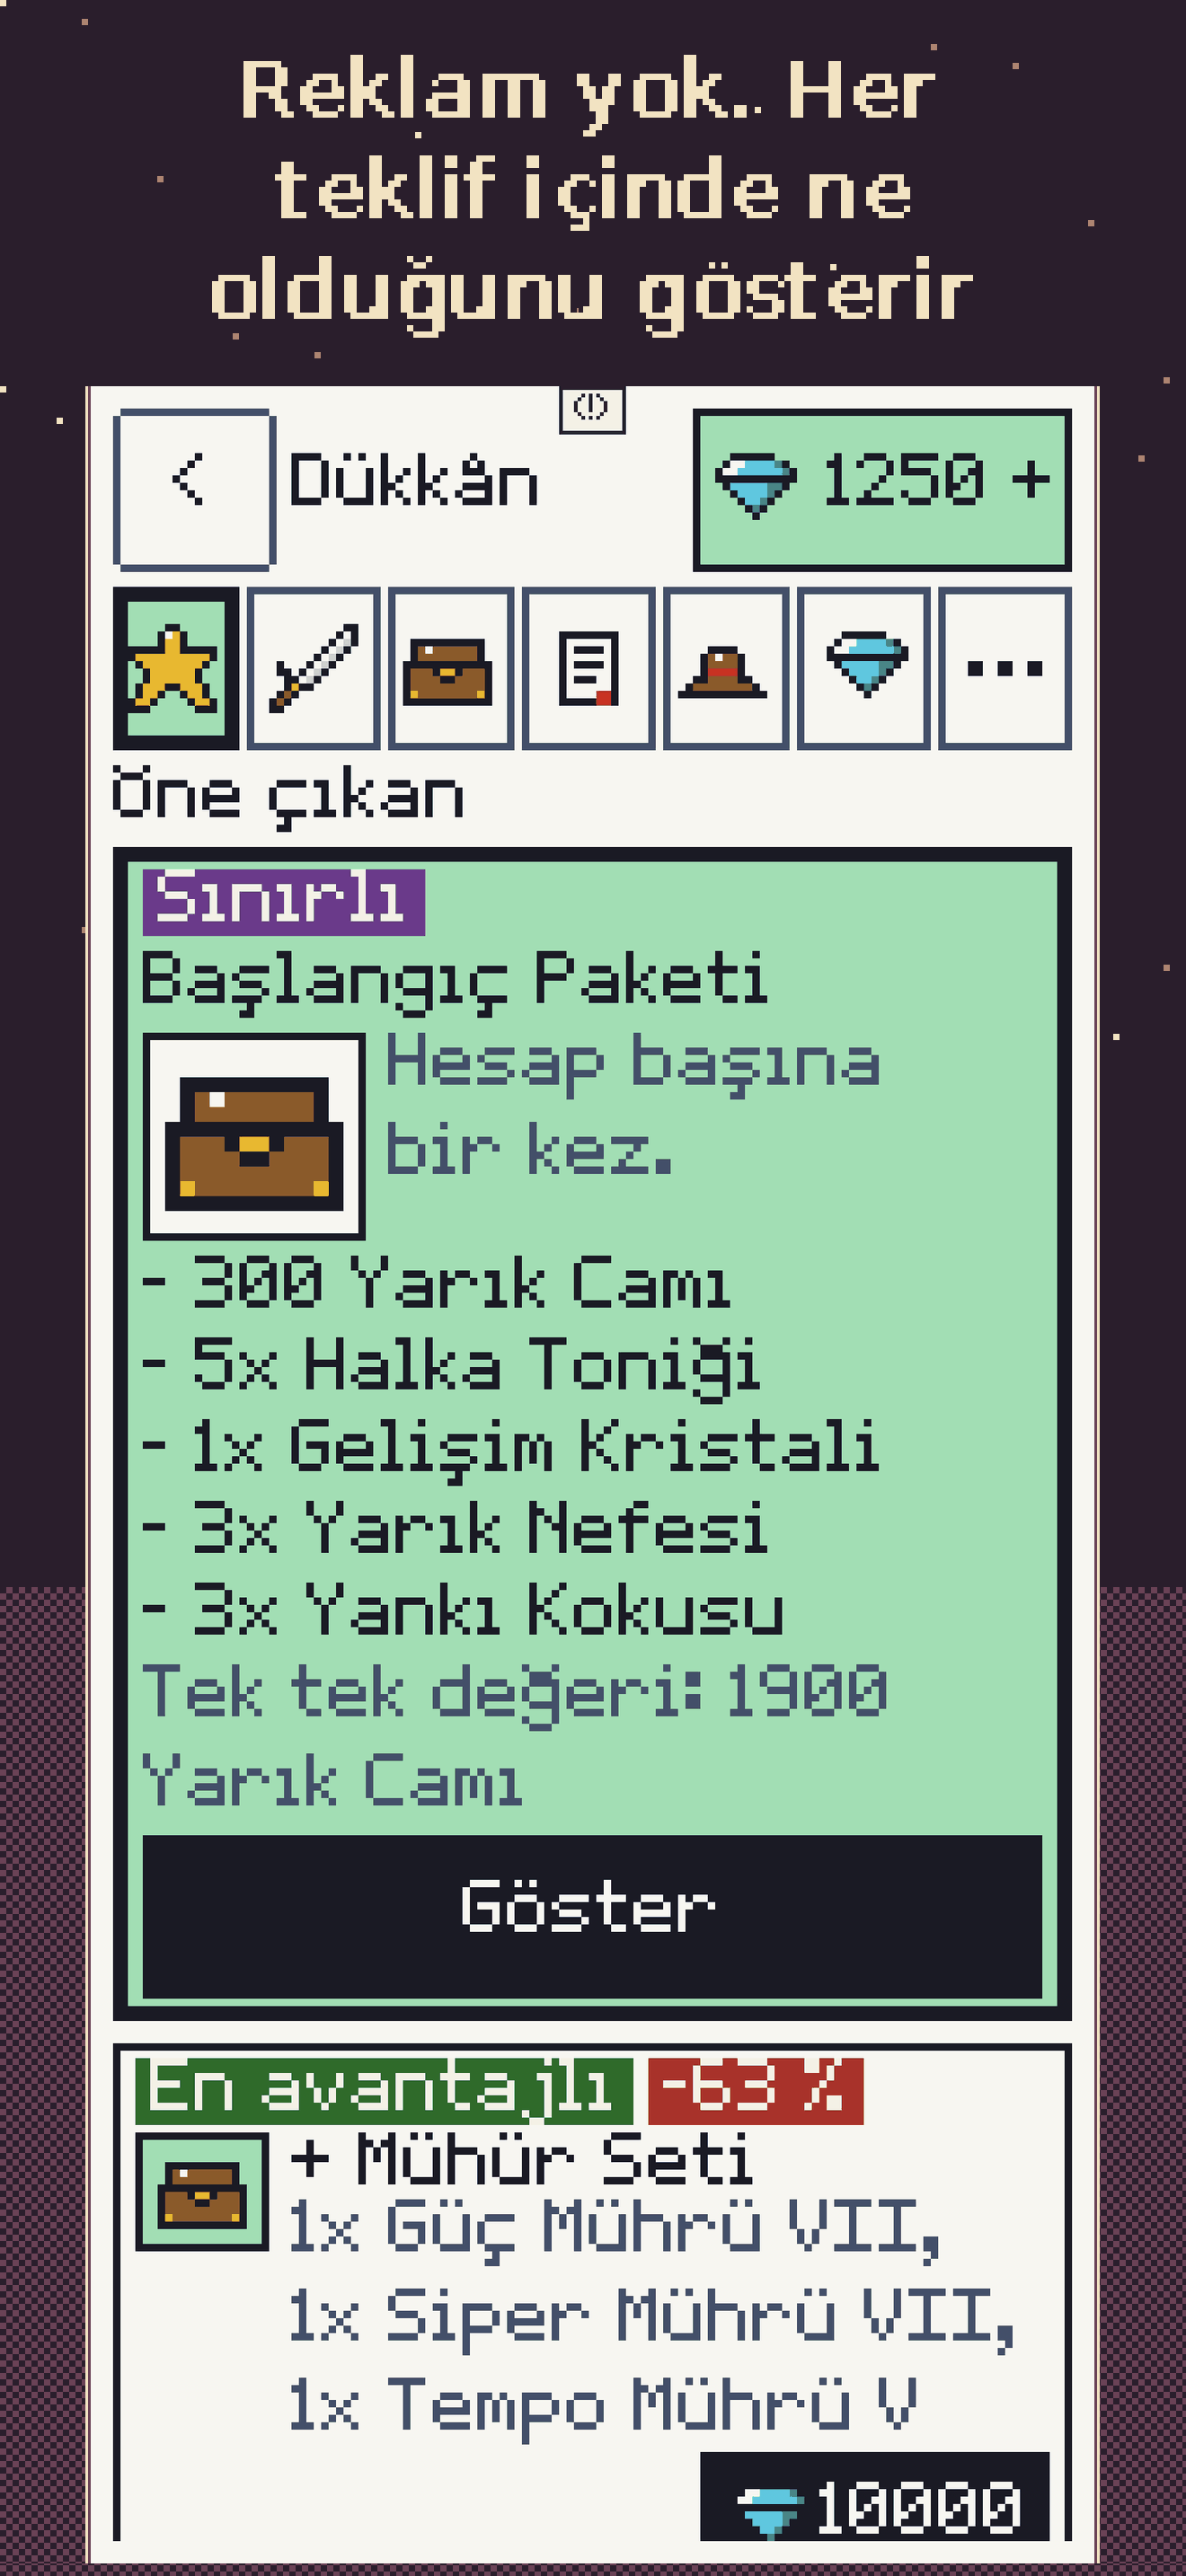 Reklam yok. Her
teklif içinde ne
olduğunu gösterir
Dükkân
1250 +
Öne çıkan
Sınırlı
Başlangıç Paketi
Hesap başına
bir kez.
- 300 Yarık Camı
- 5x Halka Toniği
- 1x Gelişim Kristali
- 3x Yarık Nefesi
- 3x Yankı Kokusu
Tek tek değeri: 1900
Yarık Camı
Göster
En avantajlı -63 %
+ Mühür Seti
1x Güç Mührü VII,
1x Siper Mührü VII,
1x Tempo Mührü V
10000